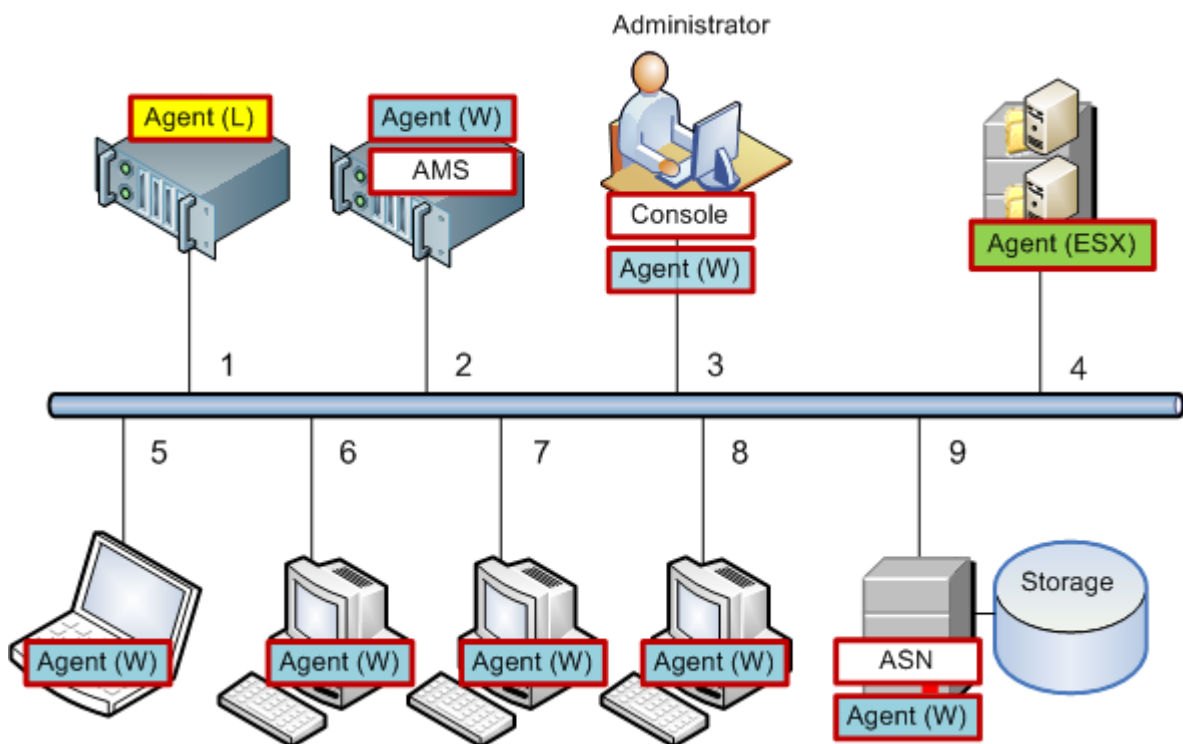 Administrator
Agent (L)
Agent (W)
AMS
Console
Agent (W)
Agent (ESX)
1
2
3
4
5
6
7
8
9
Agent (W)
Agent (W)
Agent (W)
Agent (W)
ASN
Agent (W)
Storage